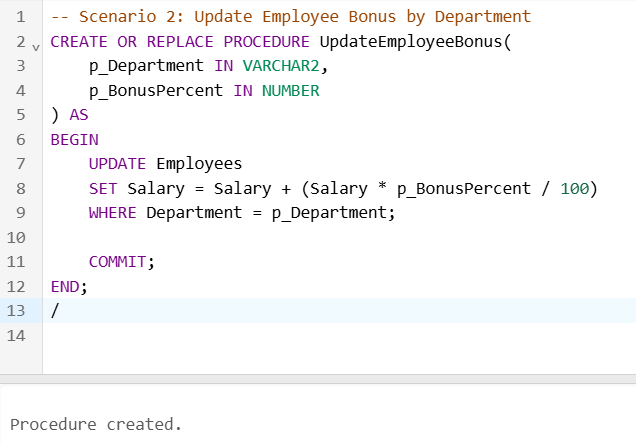 1 -- Scenario 2: Update Employee Bonus by Department
2 CREATE OR REPLACE PROCEDURE UpdateEmployeeBonus(
3     p_Department IN VARCHAR2,
4     p_BonusPercent IN NUMBER
5 ) AS
6 BEGIN
7     UPDATE Employees
8     SET Salary = Salary + (Salary * p_BonusPercent / 100)
9     WHERE Department = p_Department;
10
11     COMMIT;
12 END;
13 /
14
Procedure created.